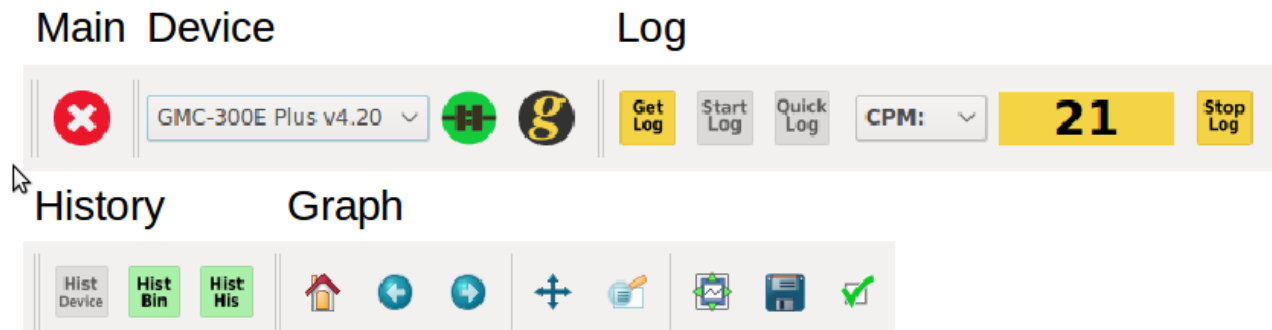 Main Device Log
GMC-300E Plus v4.20 g Get Log Start Log Quick Log CPM: 21 Stop Log
History Graph
Hist Device Hist Bin Hist His